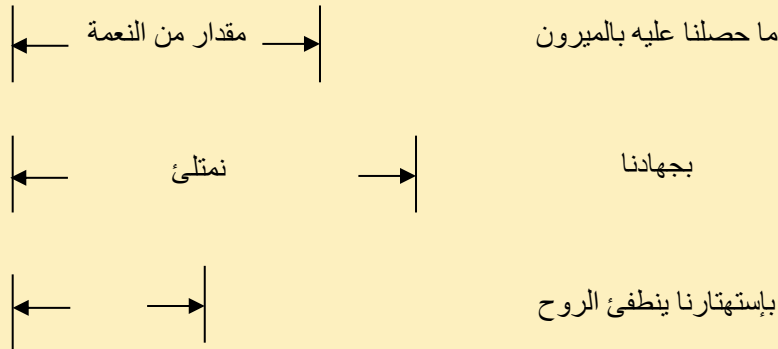 ما حصلنا عليه بالميرون
مقدار من النعمة
بجهادنا
نمتلئ
بإستهتارنا ينطفئ الروح